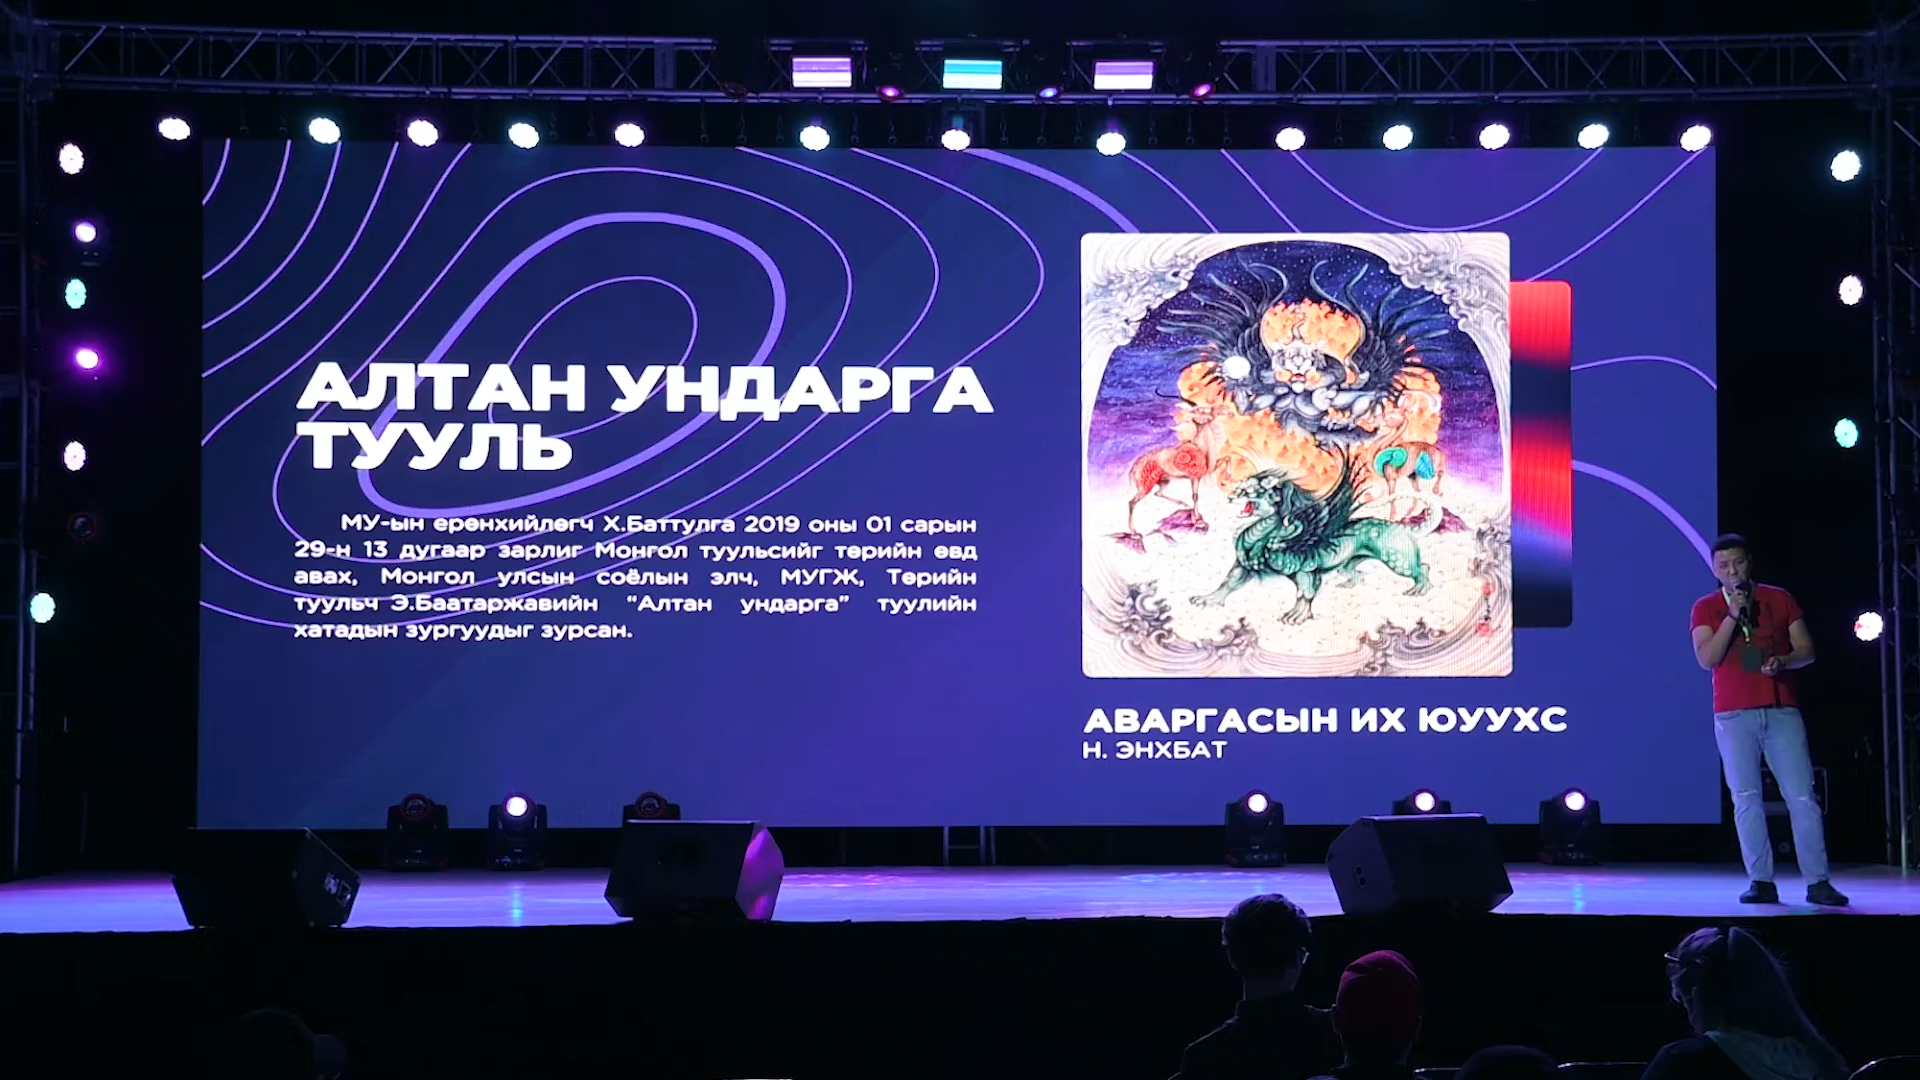 АЛТАН УНДАРГА
ТУУЛЬ
МУ-ын ерөнхийлөгч Х.Баттулга 2019 оны 01 сарын
29-н 13 дугаар зарлиг Монгол туульсийг төрийн өвд
авах, Монгол улсын соёлын элч, МУГЖ, Төрийн
туульч Э.Баатаржавийн “Алтан ундарга” туулийн
хатадын зургуудыг зурсан.
АВАРГАСЫН ИХ ЮУУХС
Н. ЭНХБАТ